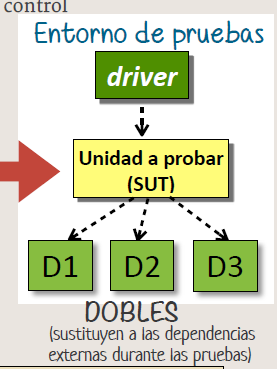 control
Entorno de pruebas
driver
Unidad a probar
(SUT)
D1 D2 D3
DOBLES
(sustituyen a las dependencias
externas durante las pruebas)